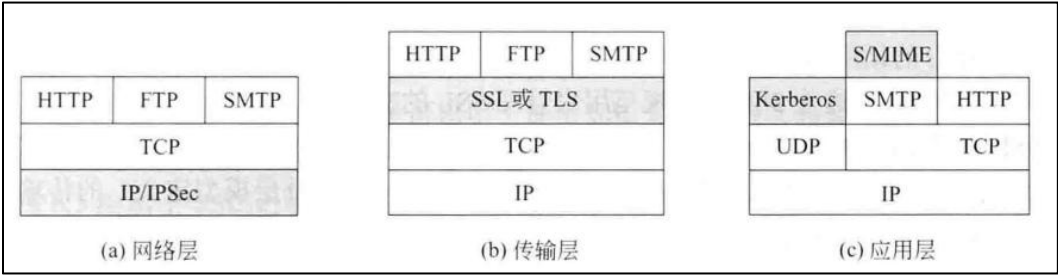 HTTP FTP SMTP
TCP
IP/IPSec
(a) 网络层
HTTP FTP SMTP
SSL或TLS
TCP
IP
(b) 传输层
S/MIME
Kerberos SMTP HTTP
UDP TCP
IP
(c) 应用层